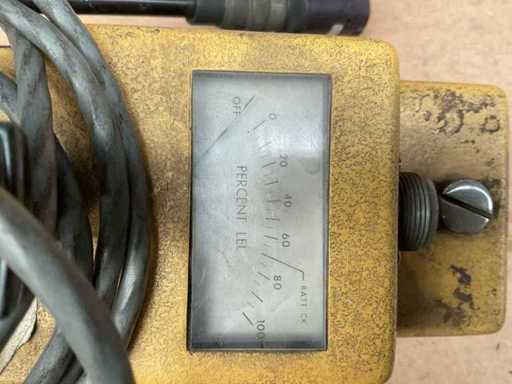 OFF
0 20 40 60 80 100
BATT CK
PERCENT LEL